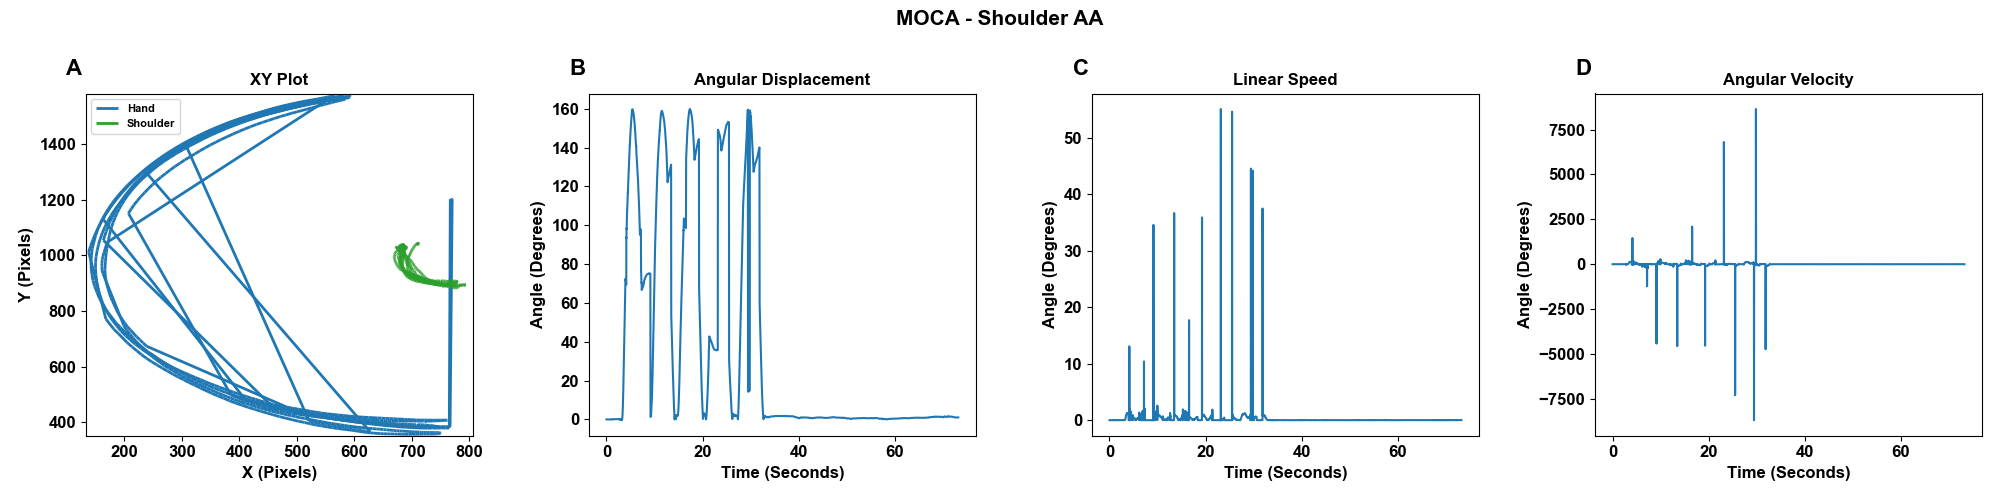 MOCA - Shoulder AA
A
XY Plot
Hand
Shoulder
Y (Pixels)
1400
1200
1000
800
600
400
200 300 400 500 600 700 800
X (Pixels)
B
Angular Displacement
Angle (Degrees)
160
140
120
100
80
60
40
20
0
0 20 40 60
Time (Seconds)
C
Linear Speed
Angle (Degrees)
50
40
30
20
10
0
0 20 40 60
Time (Seconds)
D
Angular Velocity
Angle (Degrees)
7500
5000
2500
0
−2500
−5000
−7500
0 20 40 60
Time (Seconds)